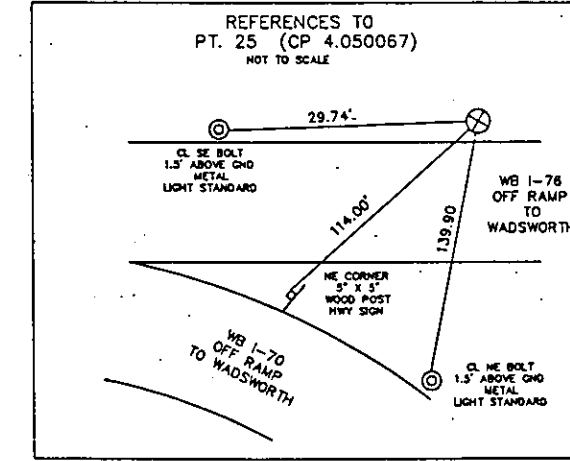 REFERENCES TO
PT. 25 (CP 4.050067)
NOT TO SCALE
29.74'
CL SE BOLT
1.5' ABOVE GND
METAL
LIGHT STANDARD
114.00'
139.90
WB I-76
OFF RAMP
TO
WADSWORTH
NE CORNER
5" X 5"
WOOD POST
HWY SIGN
WB I-70
OFF RAMP
TO WADSWORTH
CL NE BOLT
1.5' ABOVE GND
METAL
LIGHT STANDARD